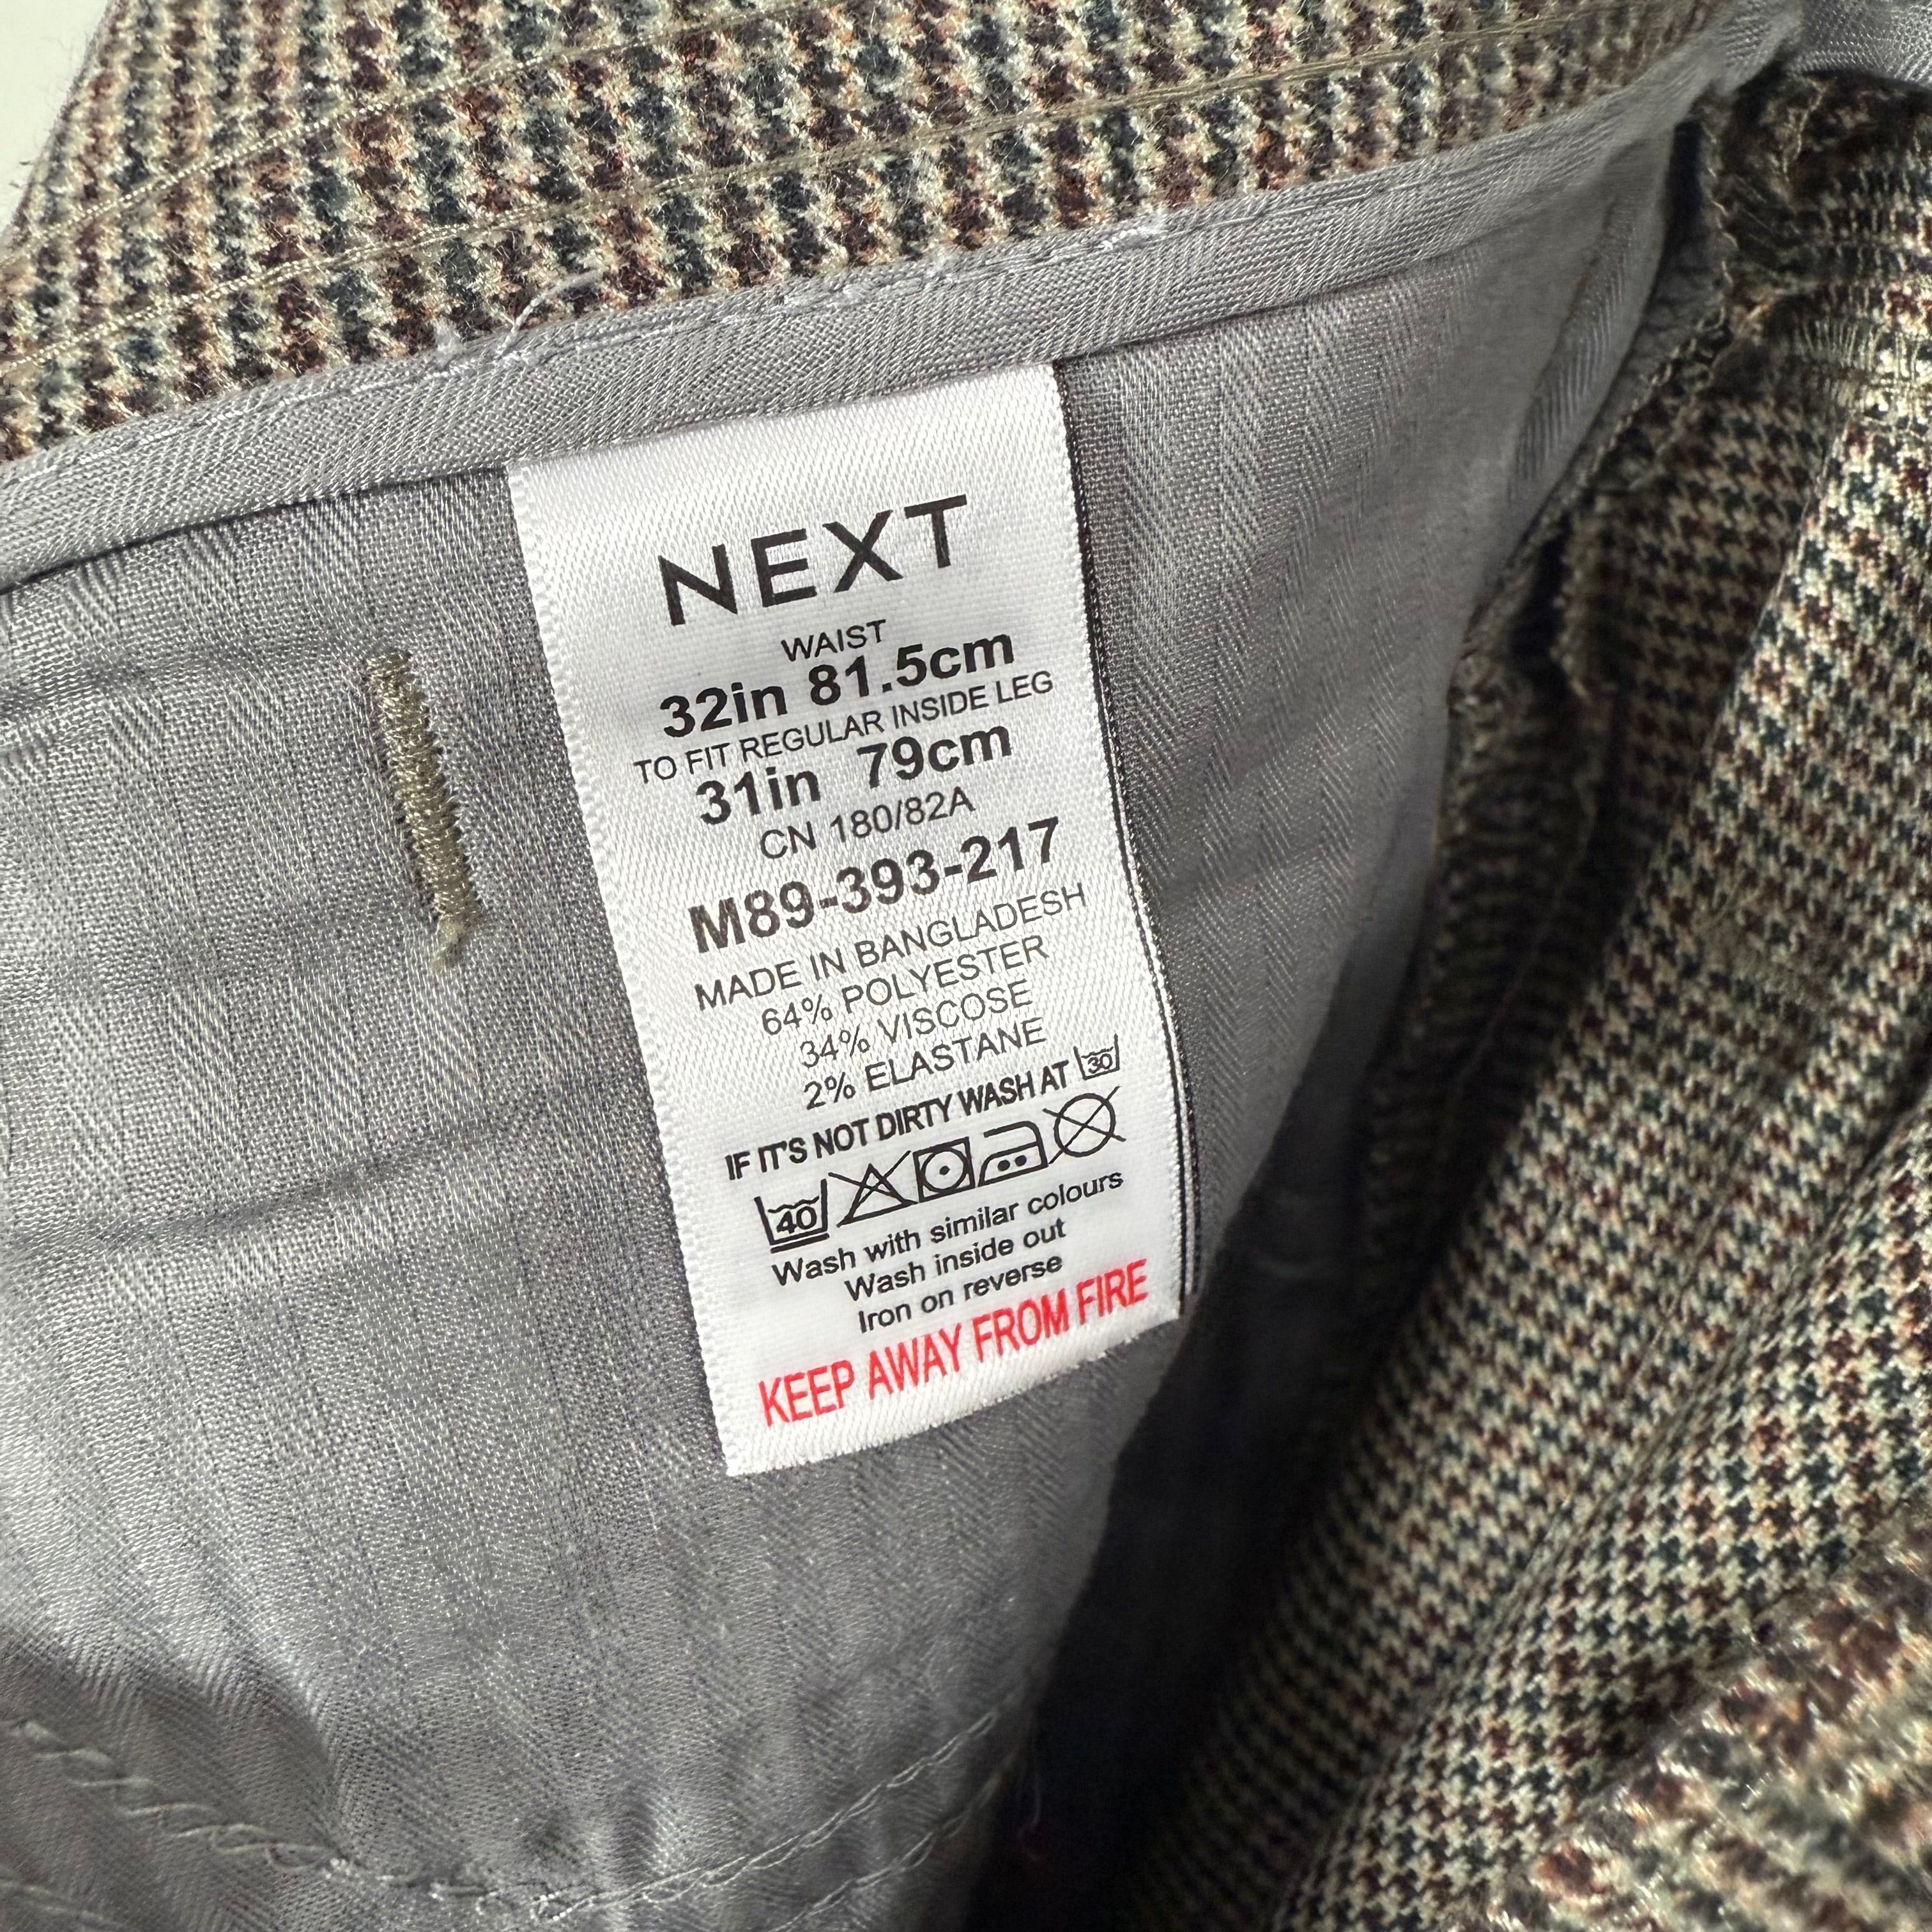 NEXT
WAIST
32in 81.5cm
TO FIT REGULAR INSIDE LEG
31in 79cm
CN 180/82A
M89-393-217
MADE IN BANGLADESH
64% POLYESTER
34% VISCOSE
2% ELASTANE
IF IT'S NOT DIRTY WASH AT 30
40
Wash with similar colours
Wash inside out
Iron on reverse
KEEP AWAY FROM FIRE